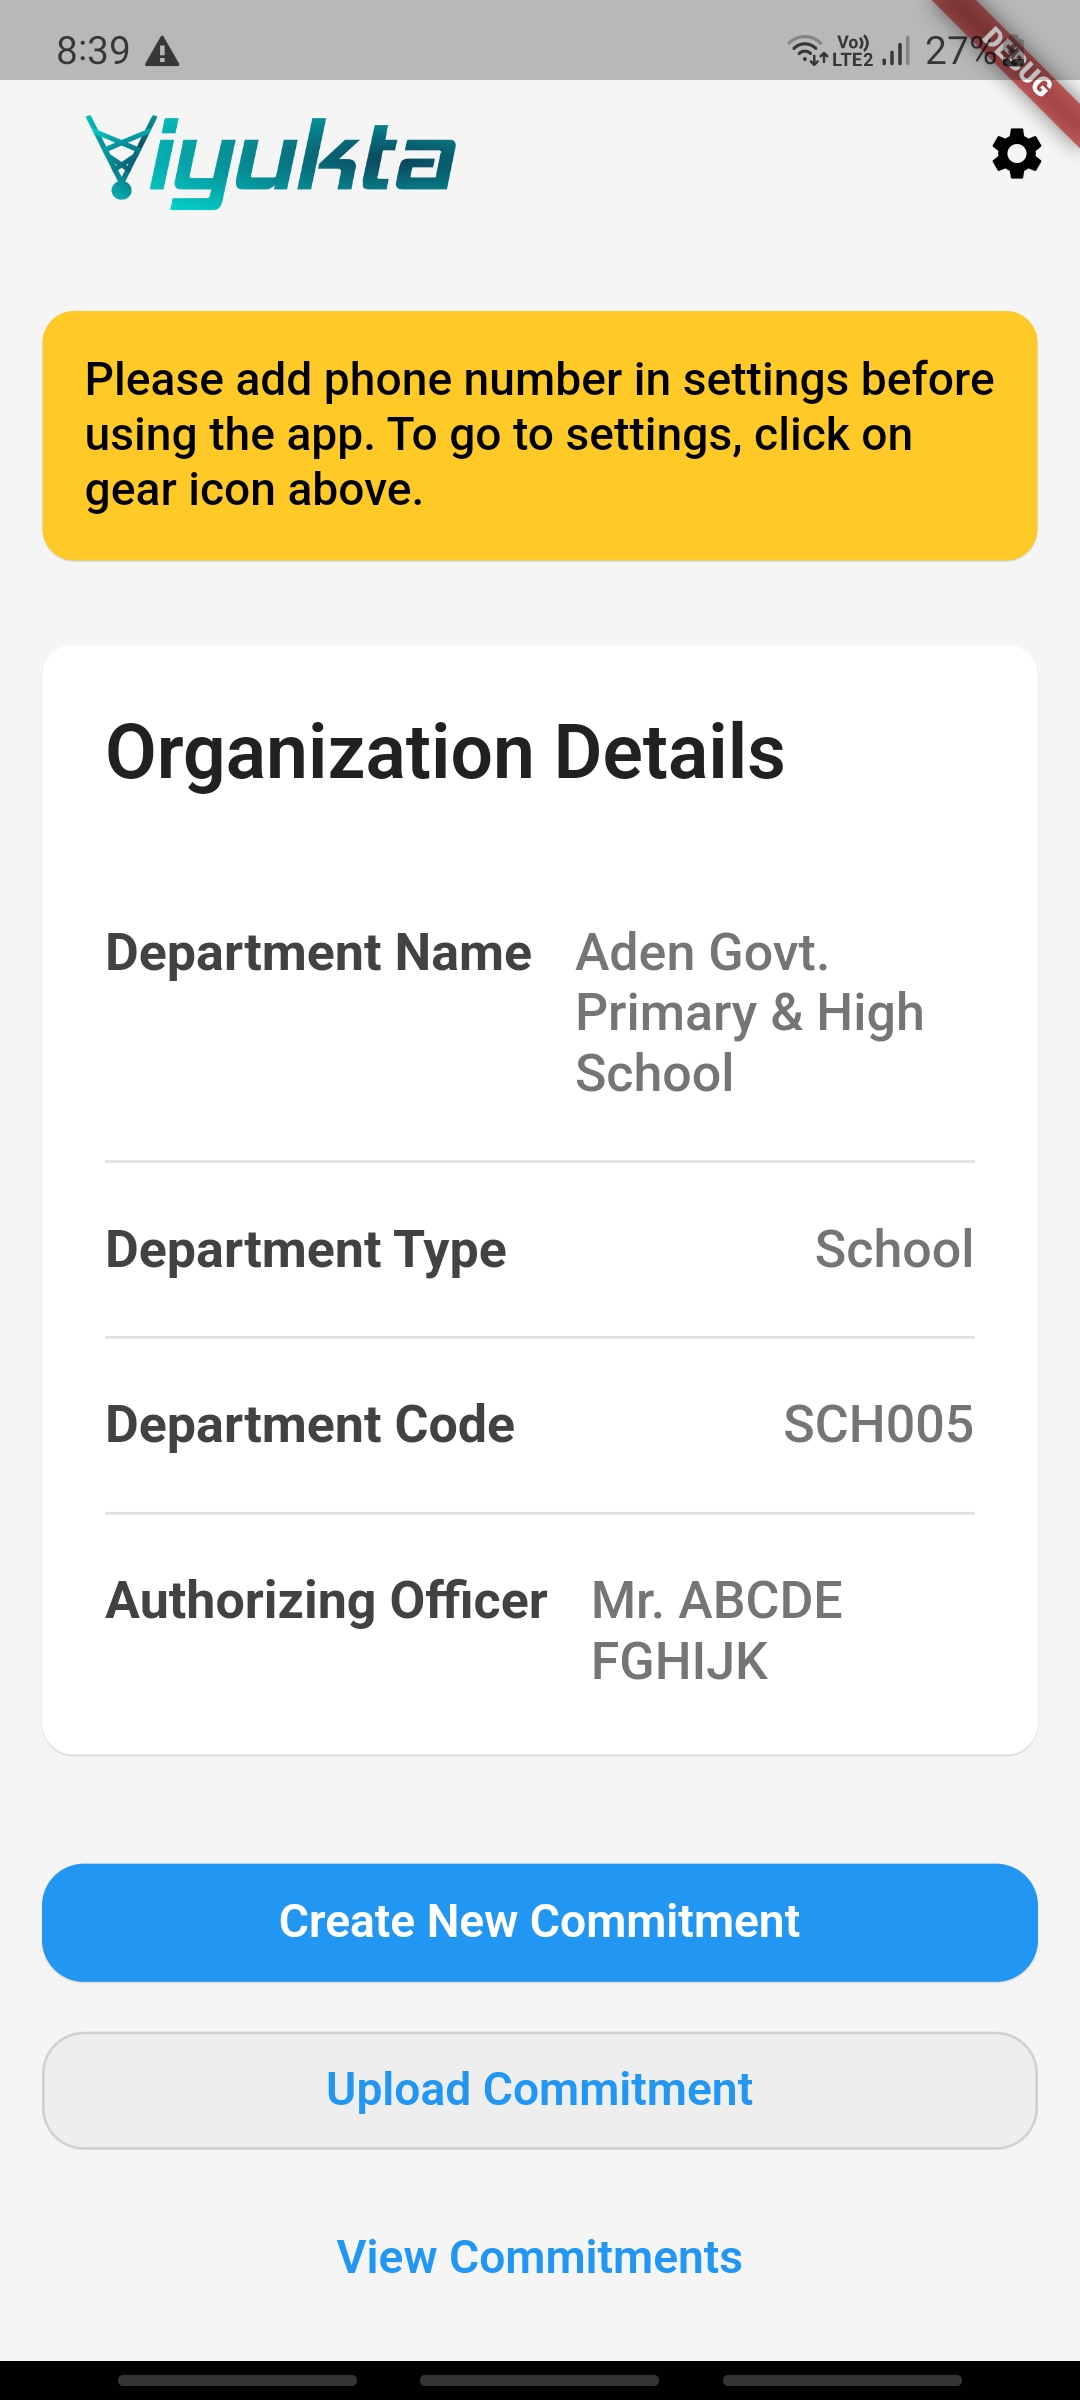 8:39
Vo))
LTE2
27%
DEBUG
Viyukta
Please add phone number in settings before
using the app. To go to settings, click on
gear icon above.
Organization Details
Department Name
Aden Govt.
Primary & High
School
Department Type
School
Department Code
SCH005
Authorizing Officer
Mr. ABCDE
FGHIJK
Create New Commitment
Upload Commitment
View Commitments